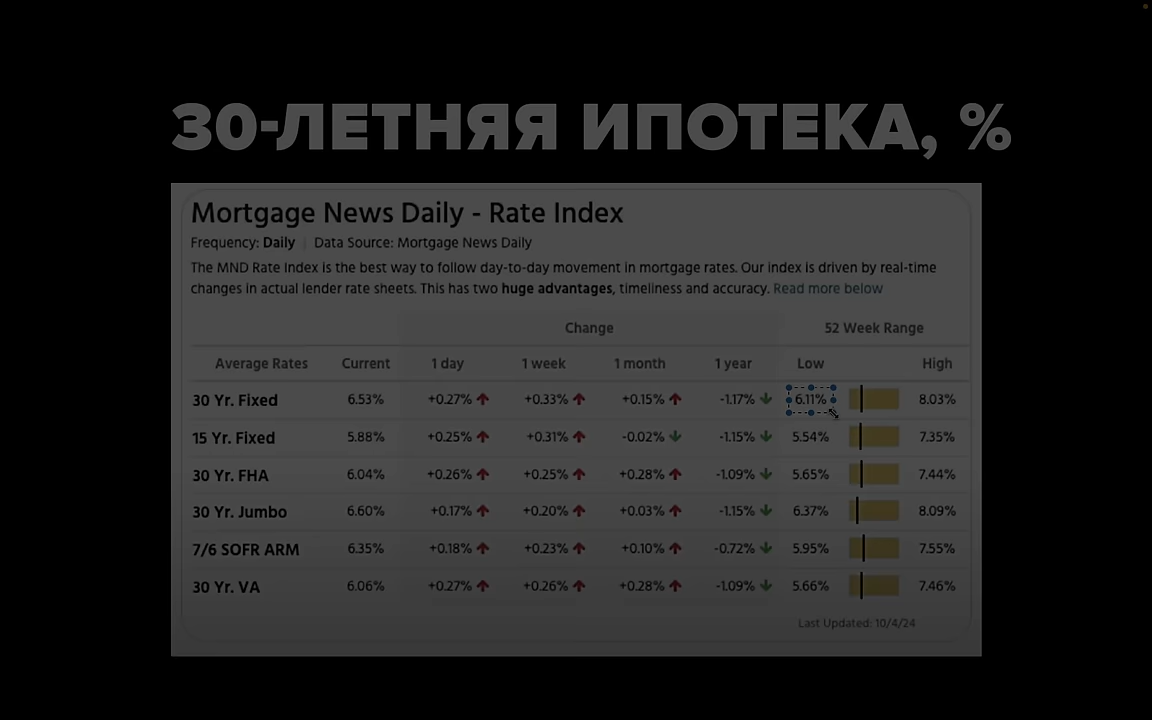 30-ЛЕТНЯЯ ИПОТЕКА, %
Mortgage News Daily - Rate Index
Frequency: Daily | Data Source: Mortgage News Daily
The MND Rate Index is the best way to follow day-to-day movement in mortgage rates. Our index is driven by real-time
changes in actual lender rate sheets. This has two huge advantages, timeliness and accuracy. Read more below
Change 52 Week Range
Average Rates Current 1 day 1 week 1 month 1 year Low High
30 Yr. Fixed 6.53% +0.27% +0.33% +0.15% -1.17% 6.11% 8.03%
15 Yr. Fixed 5.88% +0.25% +0.31% -0.02% -1.15% 5.54% 7.35%
30 Yr. FHA 6.04% +0.26% +0.25% +0.28% -1.09% 5.65% 7.44%
30 Yr. Jumbo 6.60% +0.17% +0.20% +0.03% -1.15% 6.37% 8.09%
7/6 SOFR ARM 6.35% +0.18% +0.23% +0.10% -0.72% 5.95% 7.55%
30 Yr. VA 6.06% +0.27% +0.26% +0.28% -1.09% 5.66% 7.46%
Last Updated: 10/4/24